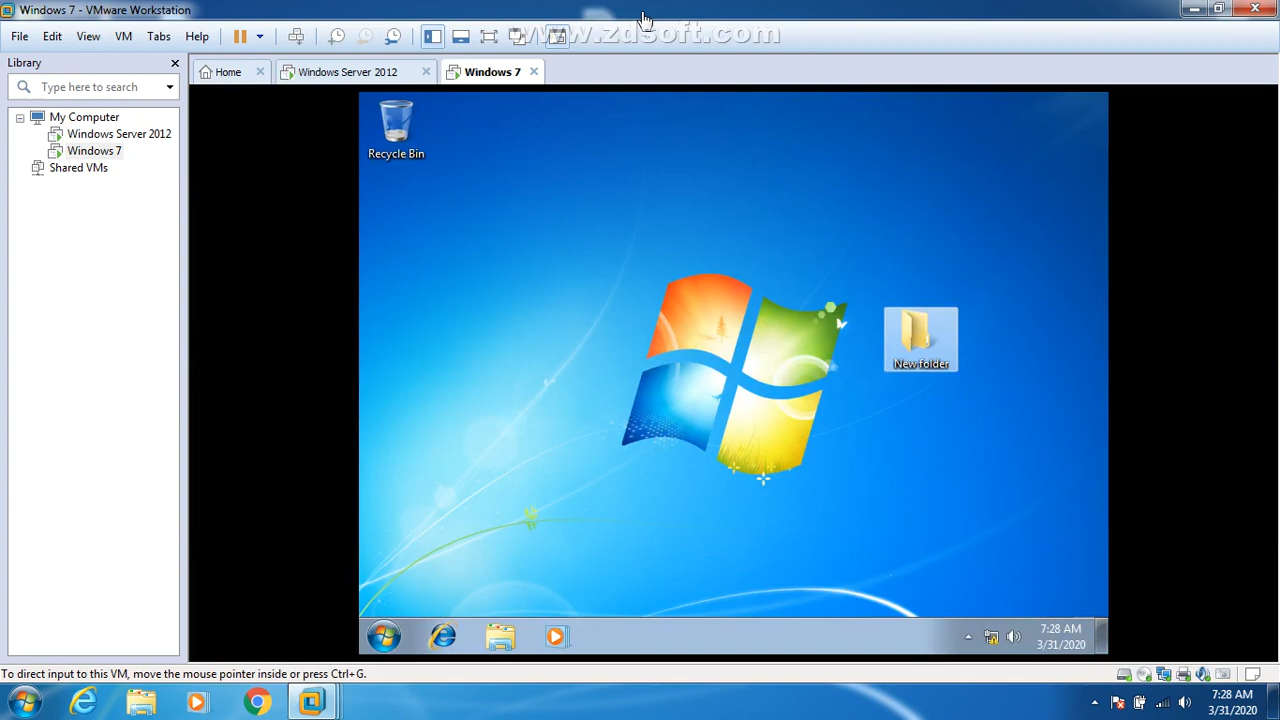 Windows 7 - VMware Workstation
File Edit View VM Tabs Help
www.zdsoft.com
Library
Type here to search
My Computer
Windows Server 2012
Windows 7
Shared VMs
Home
Windows Server 2012
Windows 7
Recycle Bin
New folder
7:28 AM
3/31/2020
To direct input to this VM, move the mouse pointer inside or press Ctrl+G.
7:28 AM
3/31/2020